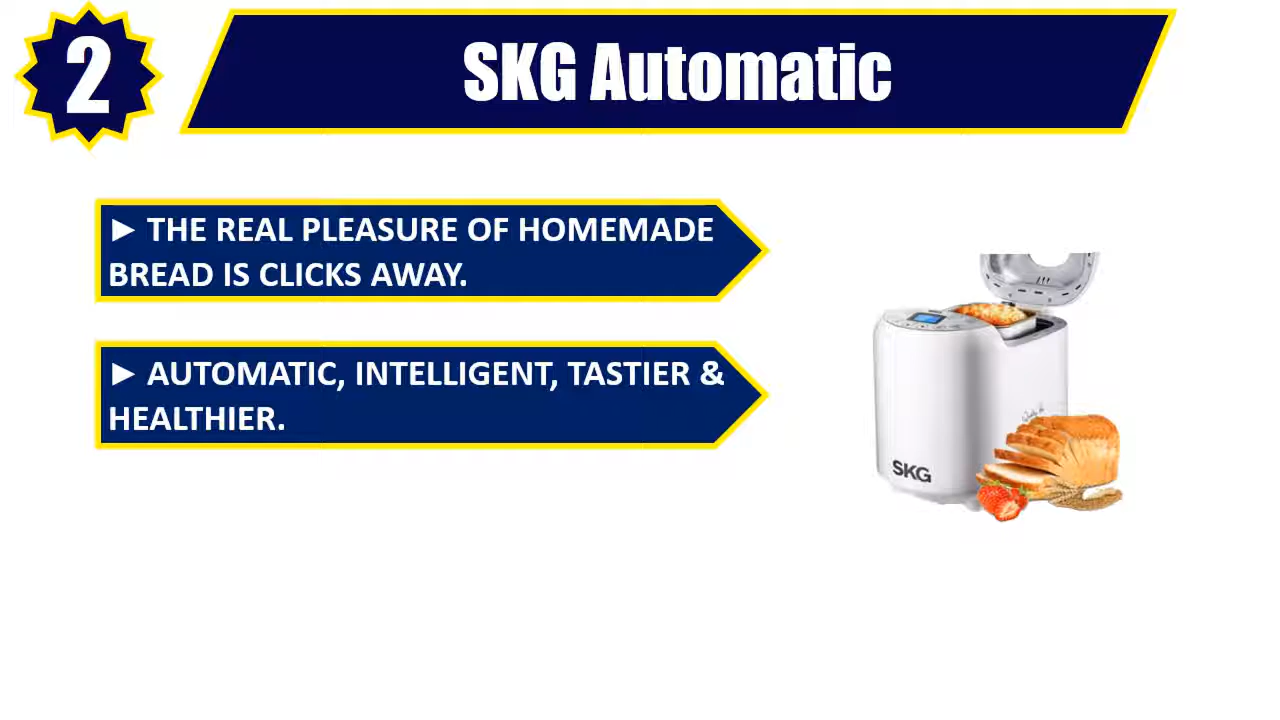 2
SKG Automatic
► THE REAL PLEASURE OF HOMEMADE
BREAD IS CLICKS AWAY.
► AUTOMATIC, INTELLIGENT, TASTIER &
HEALTHIER.
SKG